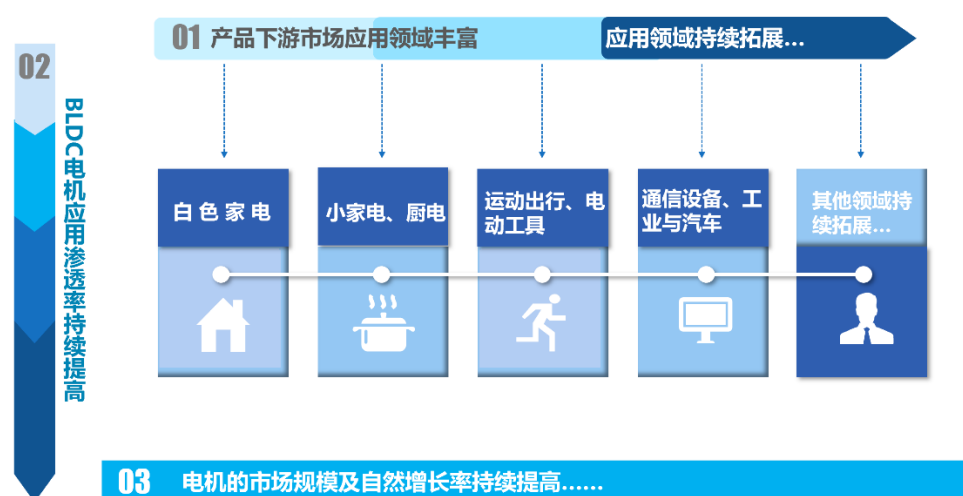 01 产品下游市场应用领域丰富
应用领域持续拓展...
02
BLDC电机应用渗透率持续提高
白色家电
小家电、厨电
运动出行、电
动工具
通信设备、工
业与汽车
其他领域持
续拓展...
03 电机的市场规模及自然增长率持续提高......